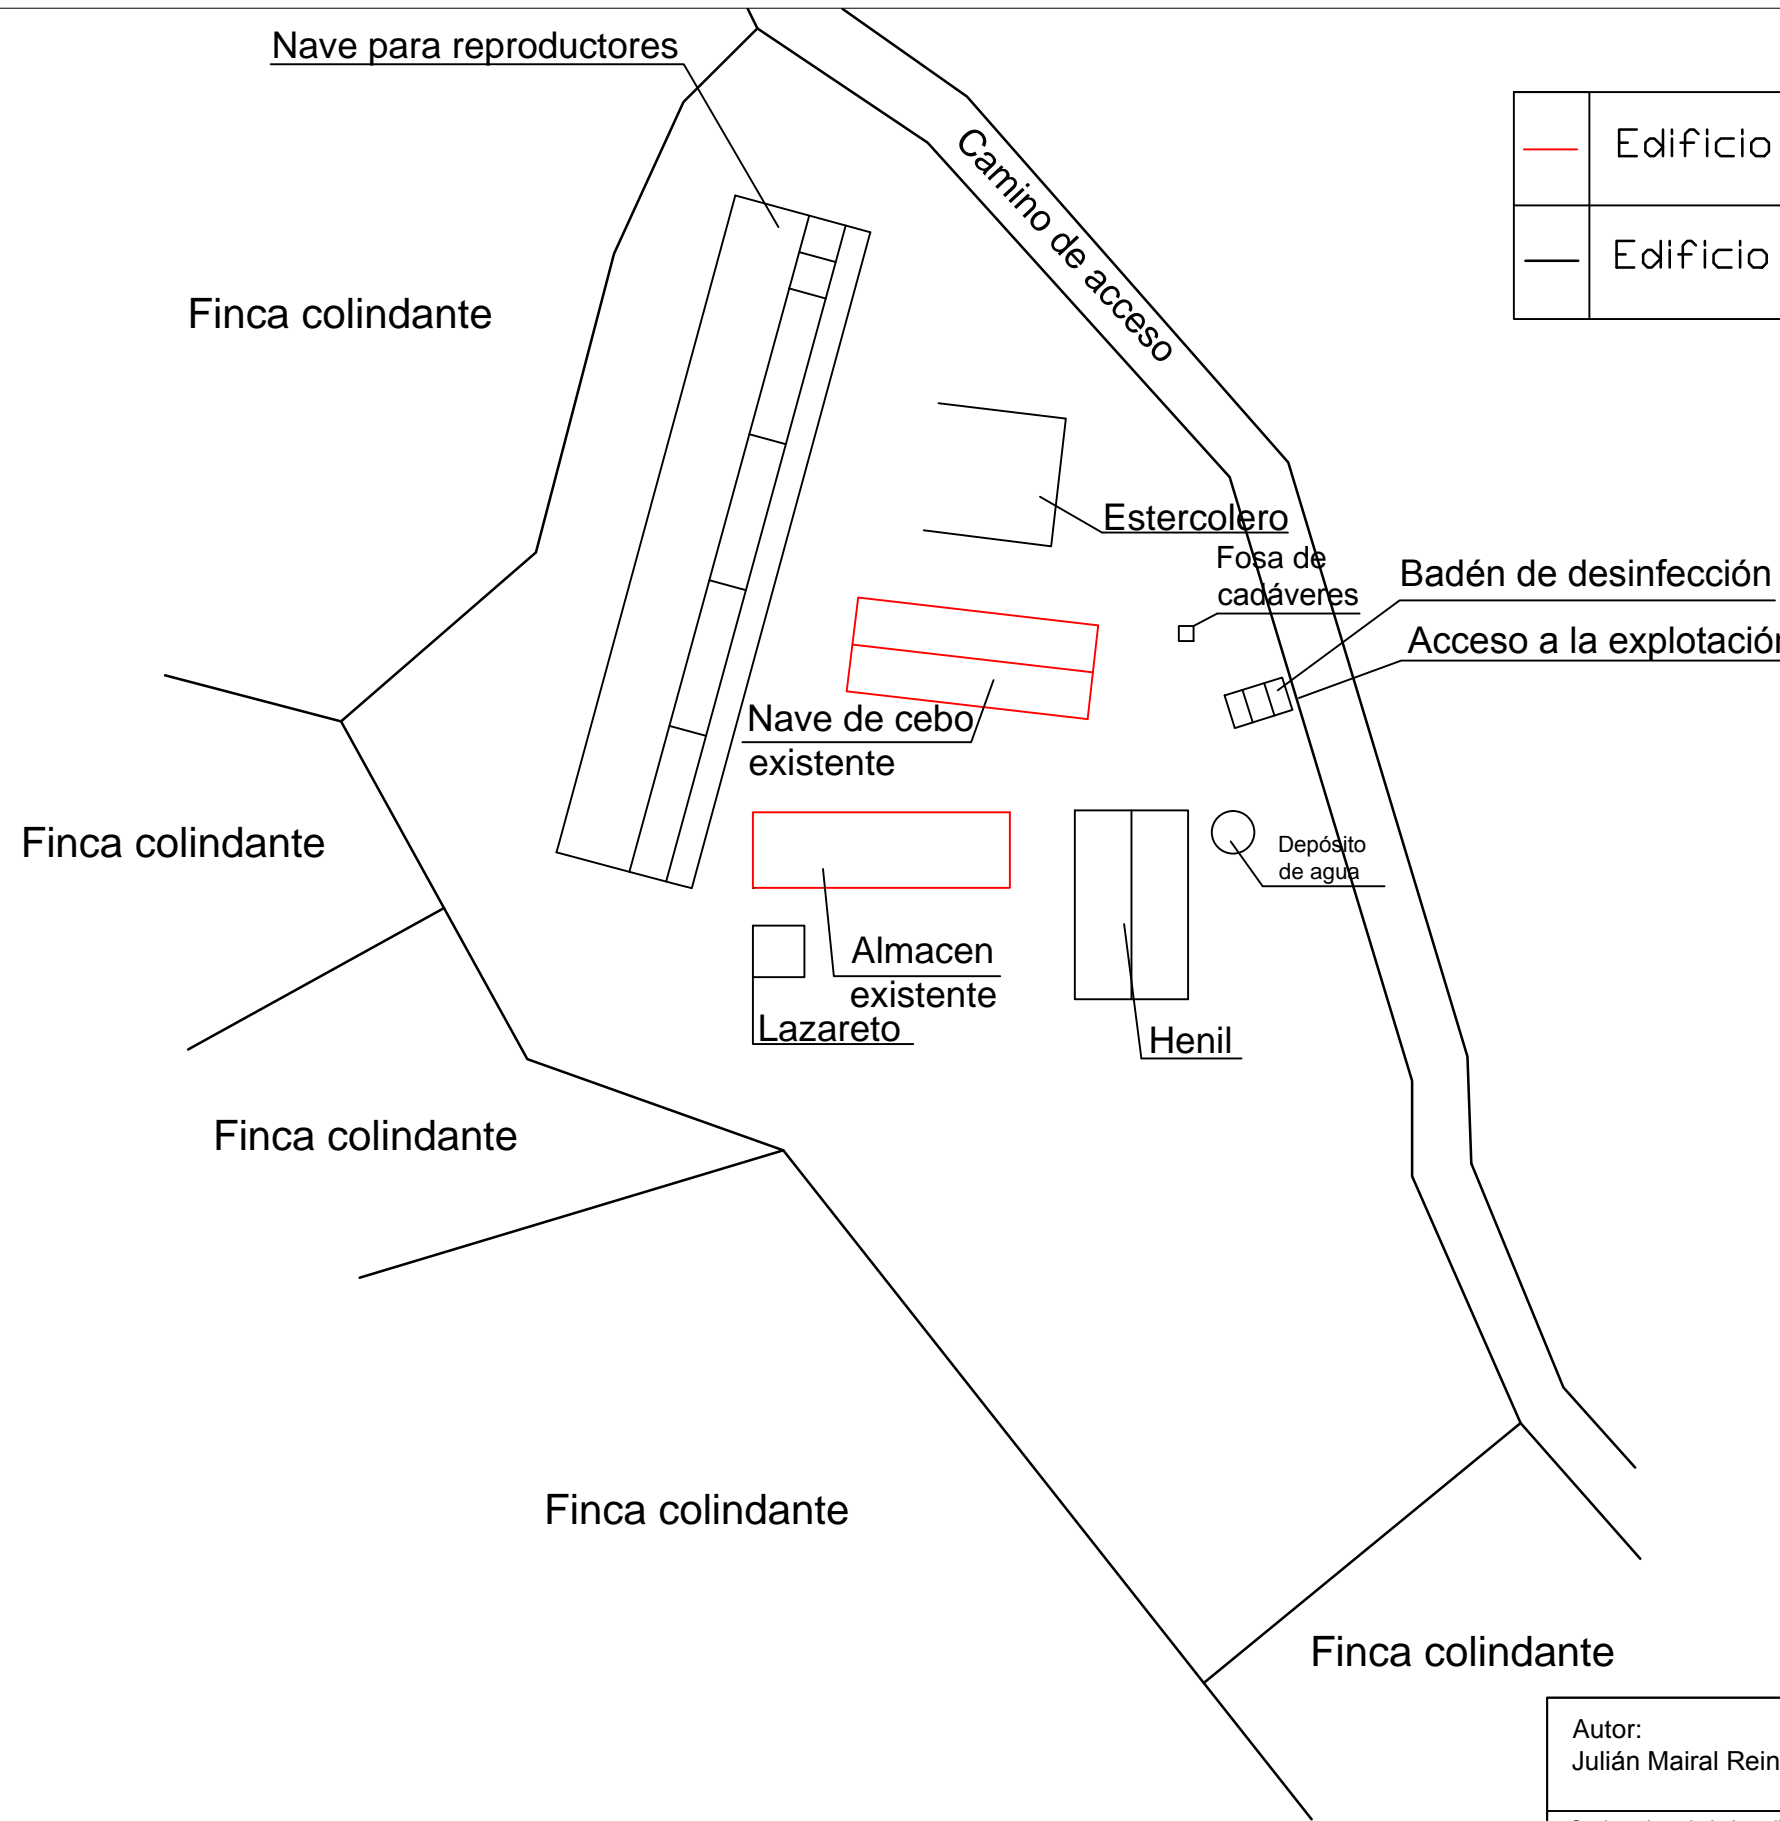 Nave para reproductores
Edificio
Camino de acceso
Edificio
Finca colindante
Estercolero
Fosa de
cadáveres
Badén de desinfección
Acceso a la explotación
Nave de cebo
existente
Finca colindante
Depósito
de agua
Almacen
existente
Lazareto
Henil
Finca colindante
Finca colindante
Finca colindante
Autor:
Julián Mairal Rein